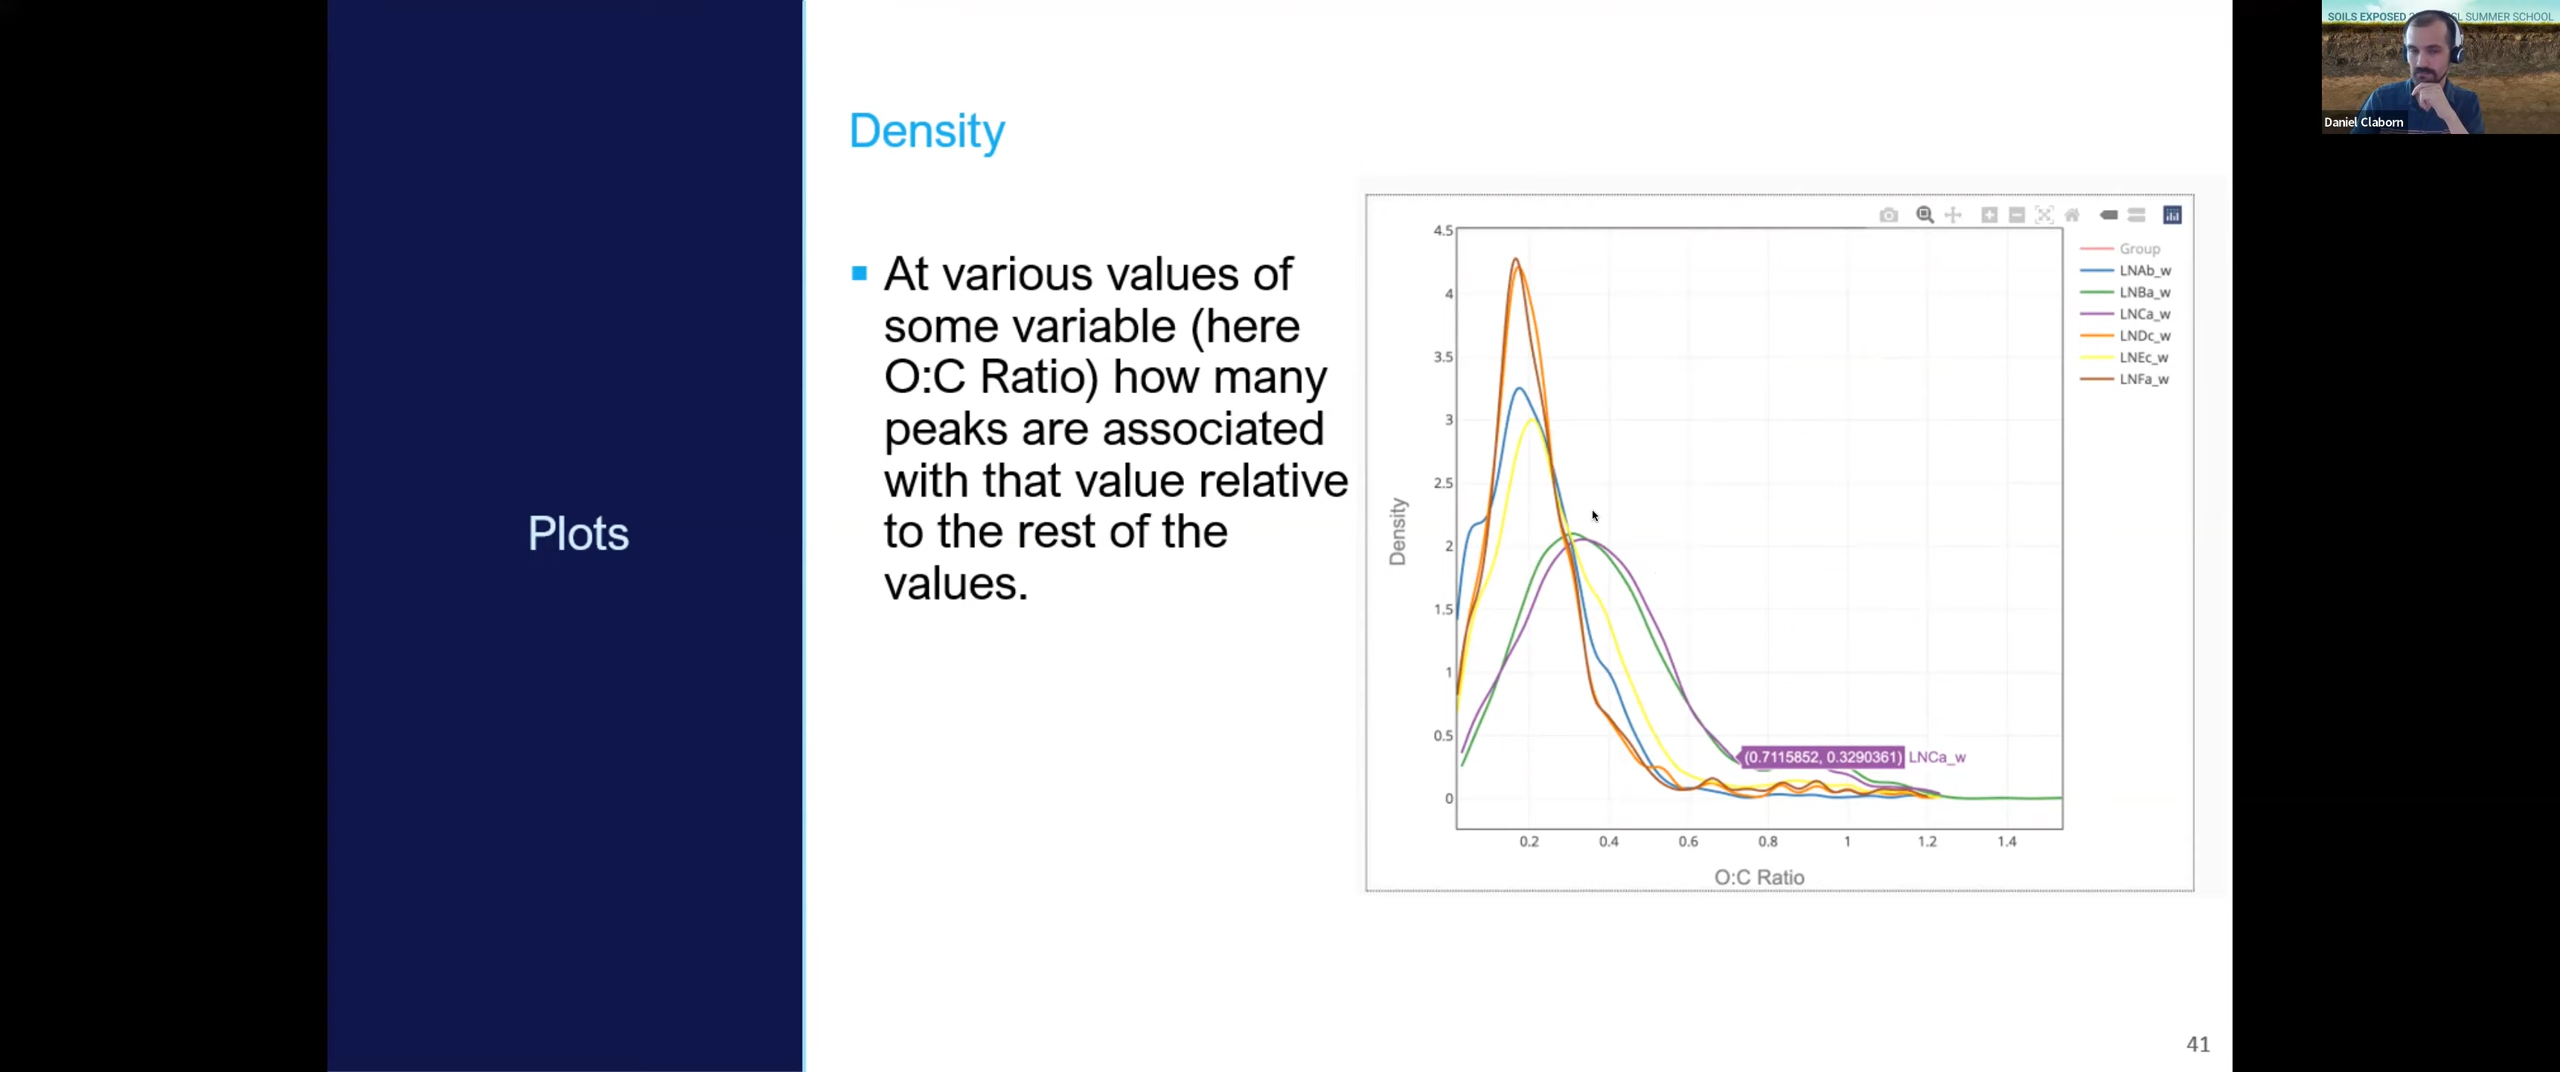 Plots
Density
At various values of
some variable (here
O:C Ratio) how many
peaks are associated
with that value relative
to the rest of the
values.
4.5
4
3.5
3
2.5
2
1.5
1
0.5
0
Density
0.2
0.4
0.6
0.8
1
1.2
1.4
O:C Ratio
(0.7115852, 0.3290361) LNCa_w
Group
LNAb_w
LNBa_w
LNCa_w
LNDc_w
LNEc_w
LNFa_w
41
SOILS EXPOSED
SUMMER SCHOOL
Daniel Claborn